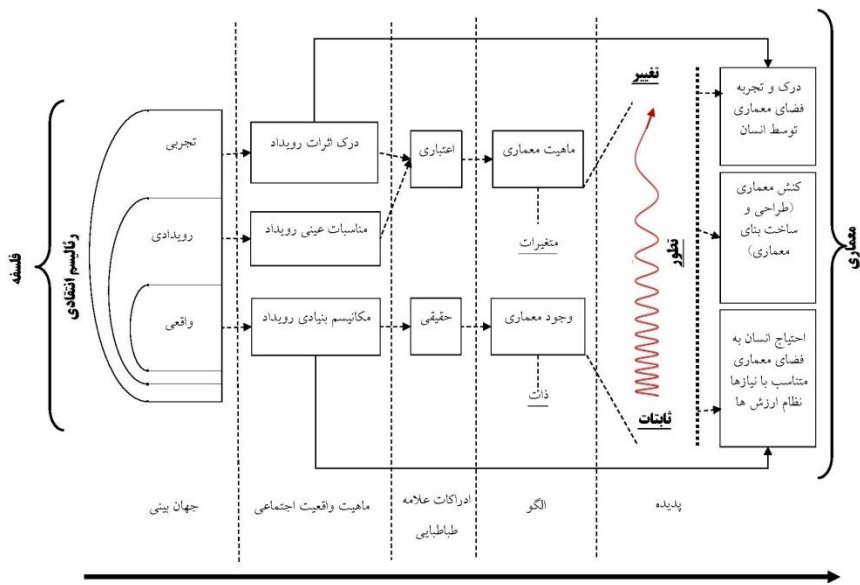 فلسفه
رئالیسم انتقادی
تجربی
رویدادی
واقعی
درک اثرات رویداد
مناسبات عینی رویداد
مکانیسم بنیادی رویداد
اعتباری
حقیقی
ماهیت معماری
متغیرات
وجود معماری
ذات
تغییر
تطور
ثابتات
درک و تجربه
فضای معماری
توسط انسان
کنش معماری
(طراحی و
ساخت بنای
معماری)
احتیاج انسان به
فضای معماری
متناسب با نیازها
نظام ارزش ها
معماری
جهان بینی
ماهیت واقعیت اجتماعی
ادراکات علامه
طباطبایی
الگو
پدیده